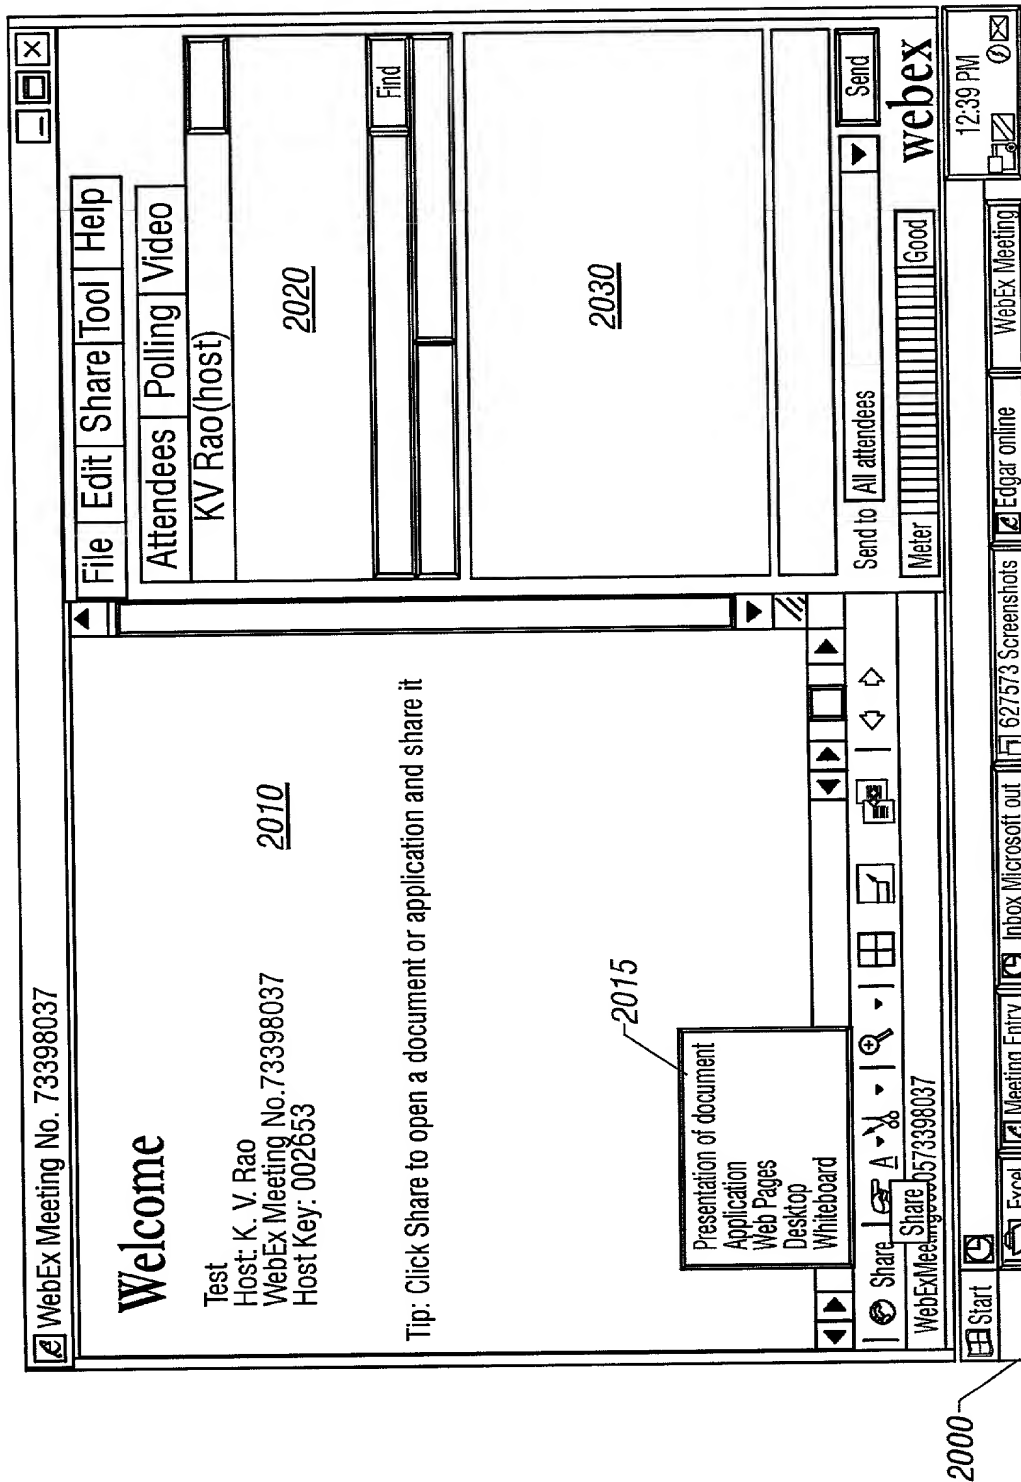 WebEx Meeting No. 73398037
Welcome
Test
Host: K. V. Rao
WebEx Meeting No.73398037
Host Key: 002653
2010
Tip: Click Share to open a document or application and share it
2015
Presentation of document
Application
Web Pages
Desktop
Whiteboard
Share
A
Share
File Edit Share Tool Help
Attendees Polling Video
KV Rao(host)
2020
Find
2030
Send to All attendees
Send
Meter Good
webex
Start
Excel
Meeting Entry
Inbox Microsoft out
627573 Screenshots
Edgar online
WebEx Meeting
12:39 PM
2000